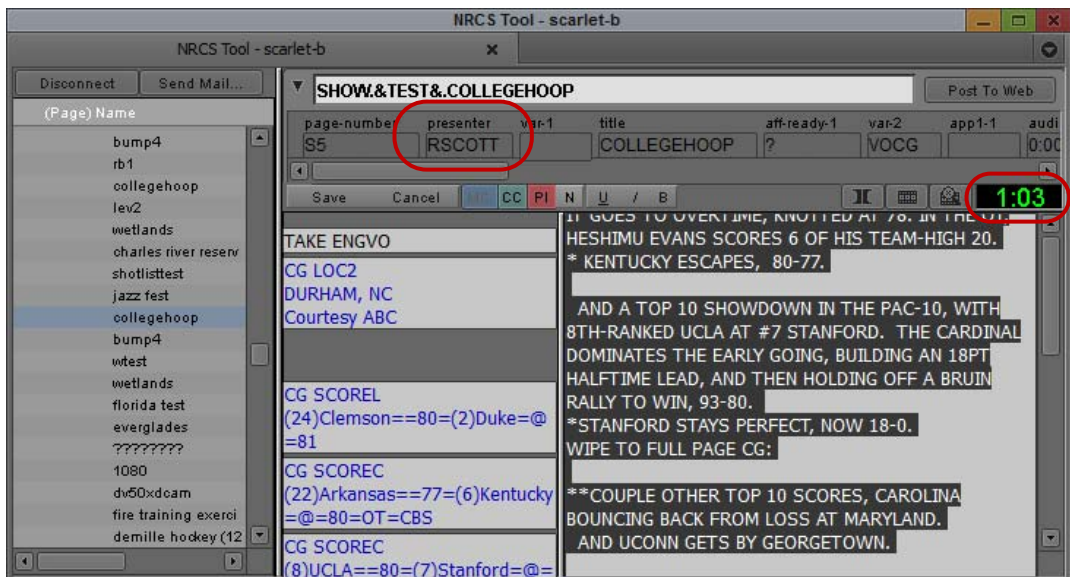 NRCS Tool - scarlet-b
NRCS Tool - scarlet-b
Disconnect
Send Mail...
(Page) Name
bump4
rb1
collegehoop
lev2
wetlands
charles river reserv
shotlisttest
jazz fest
collegehoop
bump4
wtest
wetlands
florida test
everglades
????????
1080
dv50xdcam
fire training exerci
demille hockey (12
SHOW.&TEST&.COLLEGEHOOP
Post To Web
page-number presenter var-1 title aff-ready-1 var-2 app1-1 audi
S5 RSCOTT COLLEGEHOOP ? VOCG 0:00
Save Cancel CC PI N U / B 1:03
TAKE ENGVO
CG LOC2
DURHAM, NC
Courtesy ABC
CG SCOREL
(24)Clemson==80=(2)Duke=@
=81
CG SCOREC
(22)Arkansas==77=(6)Kentucky
=@=80=OT=CBS
CG SCOREC
(8)UCLA==80=(7)Stanford=@=
IT GOES TO OVERTIME, KNOTTED AT 78. IN THE OT,
HESHIMU EVANS SCORES 6 OF HIS TEAM-HIGH 20.
* KENTUCKY ESCAPES, 80-77.
AND A TOP 10 SHOWDOWN IN THE PAC-10, WITH
8TH-RANKED UCLA AT #7 STANFORD. THE CARDINAL
DOMINATES THE EARLY GOING, BUILDING AN 18PT
HALFTIME LEAD, AND THEN HOLDING OFF A BRUIN
RALLY TO WIN, 93-80.
*STANFORD STAYS PERFECT, NOW 18-0.
WIPE TO FULL PAGE CG:
**COUPLE OTHER TOP 10 SCORES, CAROLINA
BOUNCING BACK FROM LOSS AT MARYLAND.
AND UCONN GETS BY GEORGETOWN.